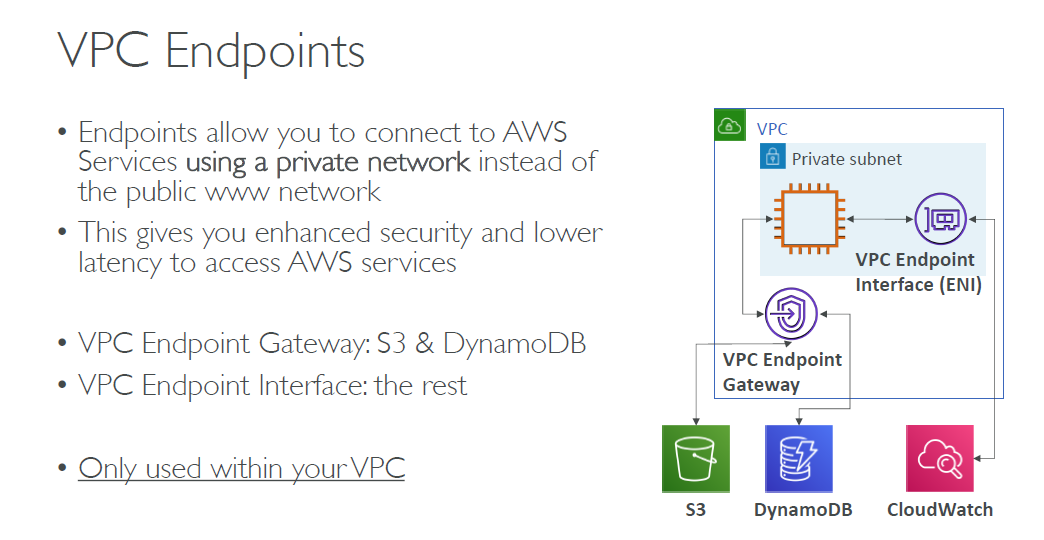 VPC Endpoints
• Endpoints allow you to connect to AWS
Services using a private network instead of
the public www network
• This gives you enhanced security and lower
latency to access AWS services
• VPC Endpoint Gateway: S3 & DynamoDB
• VPC Endpoint Interface: the rest
• Only used within your VPC
VPC
Private subnet
VPC Endpoint
Interface (ENI)
VPC Endpoint
Gateway
S3
DynamoDB
CloudWatch